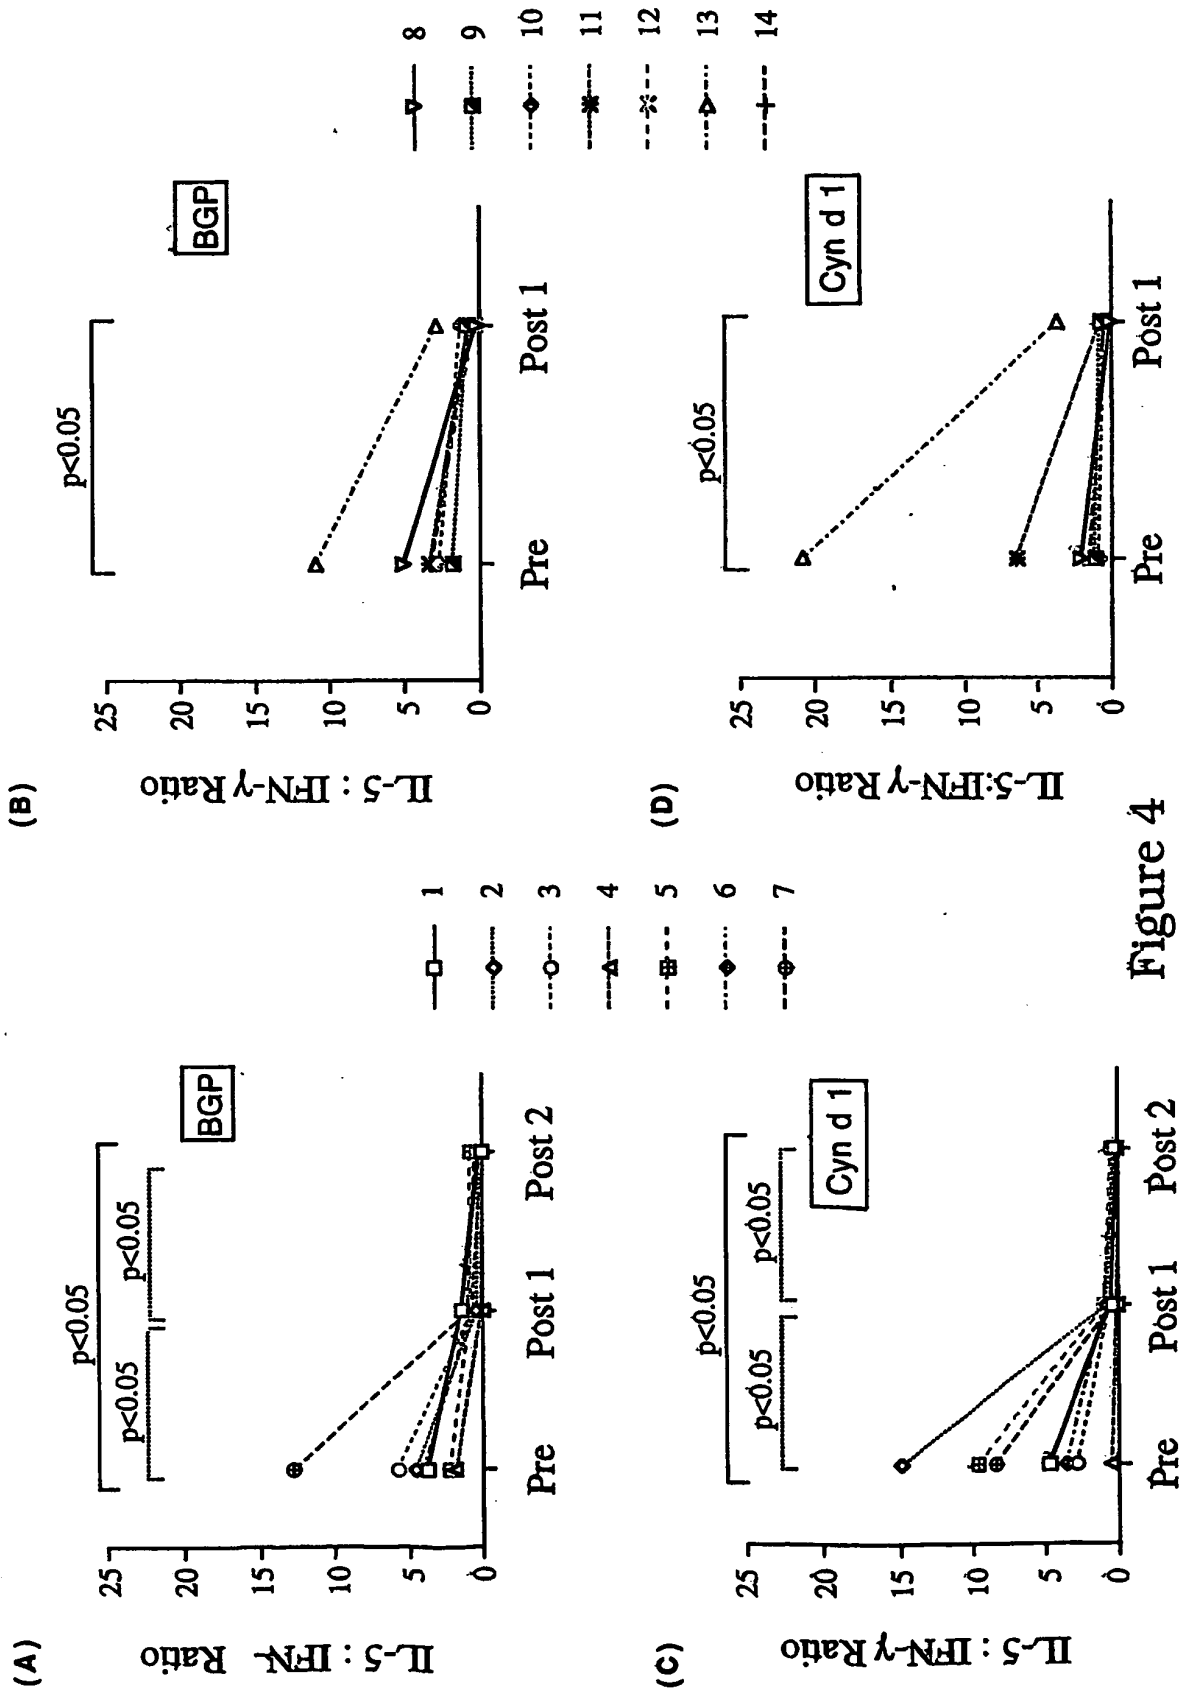 (A)
IL-5 : IFN- Ratio
25
20
15
10
5
0
p<0.05
p<0.05
p<0.05
BGP
Pre
Post 1
Post 2
1
2
3
4
5
6
7
(B)
IL-5 : IFN-γ Ratio
25
20
15
10
5
0
p<0.05
BGP
Pre
Post 1
8
9
10
11
12
13
14
(C)
IL-5 : IFN-γ Ratio
25
20
15
10
5
0
p<0.05
p<0.05
p<0.05
Cyn d 1
Pre
Post 1
Post 2
(D)
IL-5:IFN-γ Ratio
25
20
15
10
5
0
p<0.05
Cyn d 1
Pre
Post 1
Figure 4